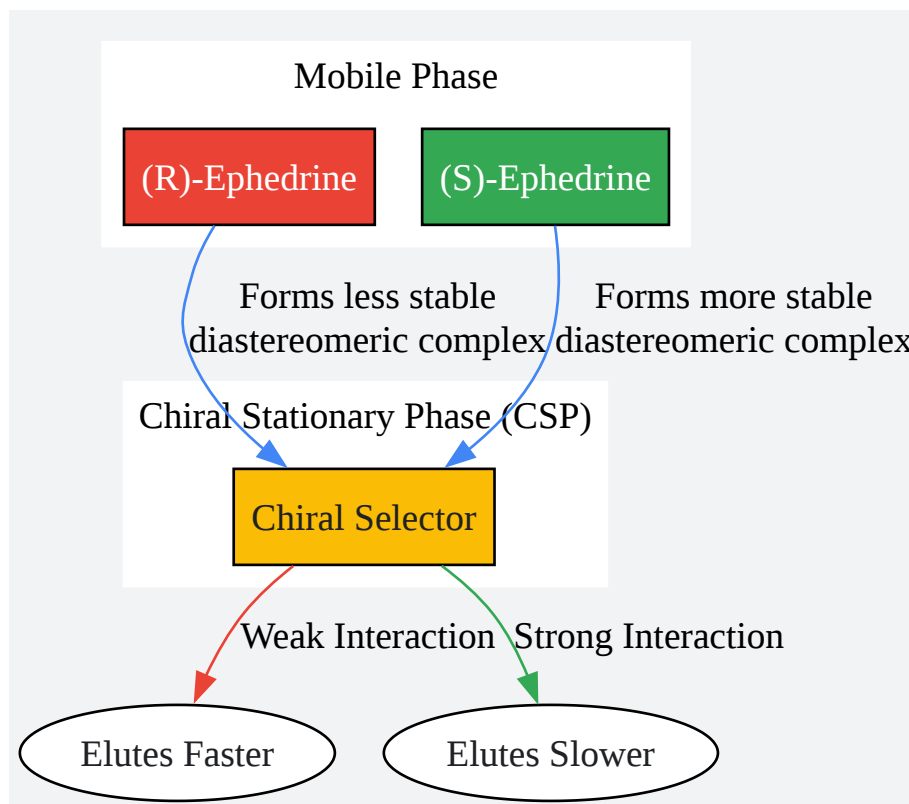 Mobile Phase
(R)-Ephedrine
(S)-Ephedrine
Forms less stable
diastereomeric complex
Forms more stable
diastereomeric complex
Chiral Stationary Phase (CSP)
Chiral Selector
Weak Interaction
Strong Interaction
Elutes Faster
Elutes Slower